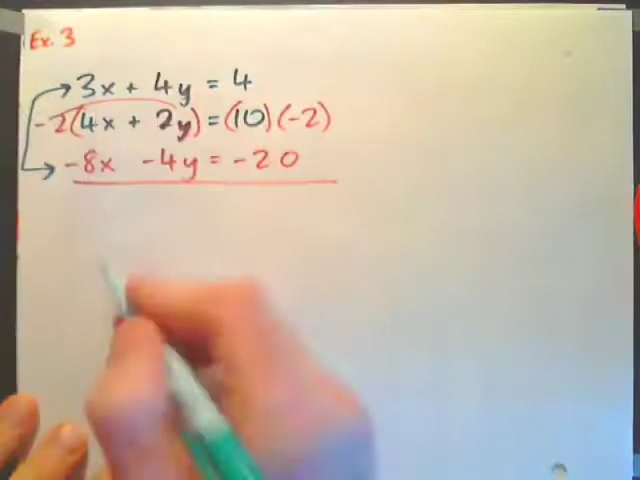 Ex. 3
3x + 4y = 4
-2(4x + 2y) = (10)(-2)
-8x -4y = -20